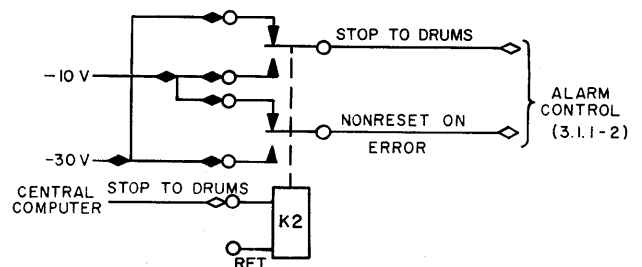 STOP TO DRUMS
-10 V
ALARM
CONTROL
(3.1.1-2)
NONRESET ON
ERROR
-30 V
CENTRAL
COMPUTER
STOP TO DRUMS
K2
RET